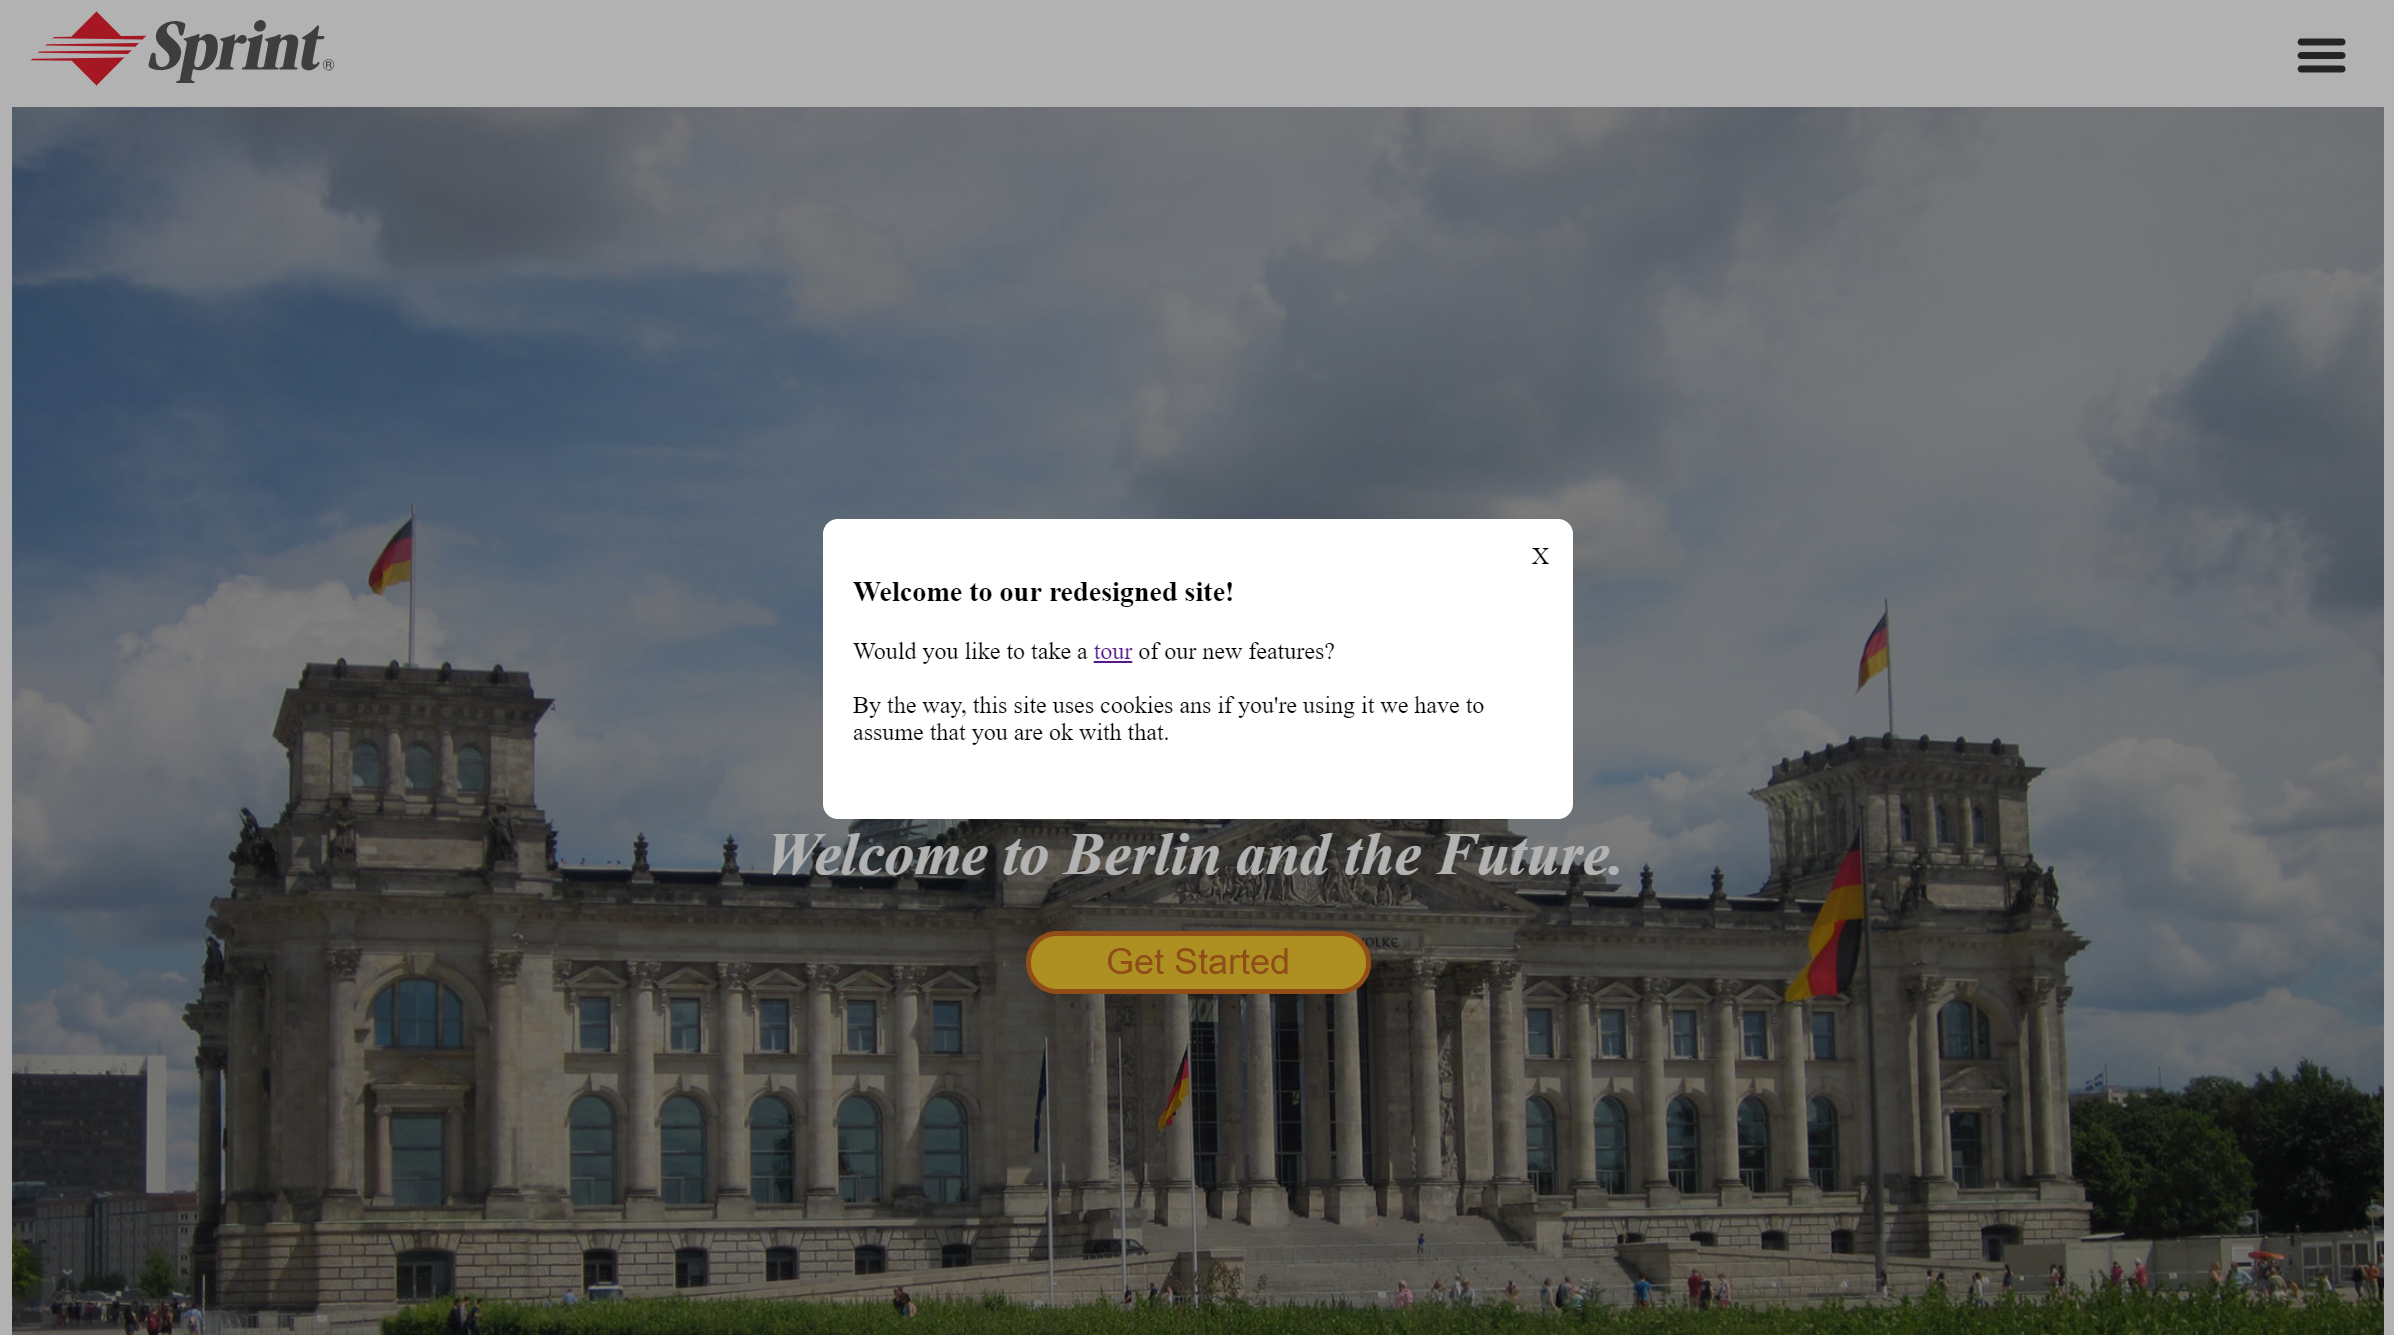 Sprint®
X
Welcome to our redesigned site!
Would you like to take a tour of our new features?
By the way, this site uses cookies ans if you're using it we have to
assume that you are ok with that.
Welcome to Berlin and the Future.
OLKE
Get Started